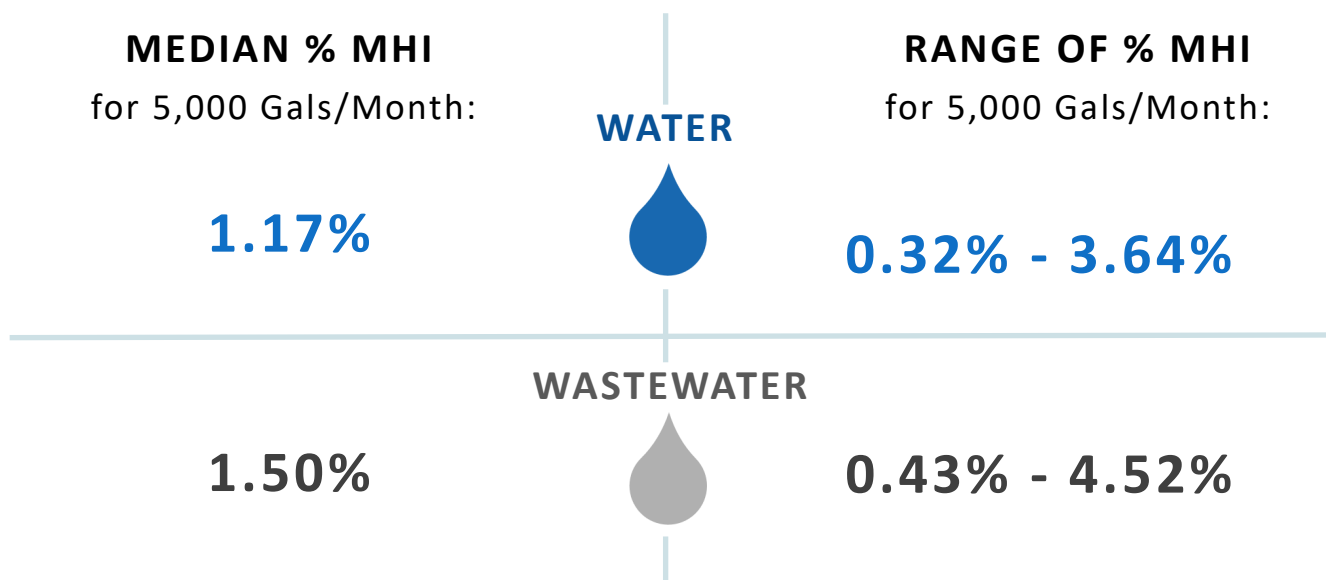 MEDIAN % MHI
for 5,000 Gals/Month:
RANGE OF % MHI
for 5,000 Gals/Month:
WATER
1.17%
0.32% - 3.64%
WASTEWATER
1.50%
0.43% - 4.52%